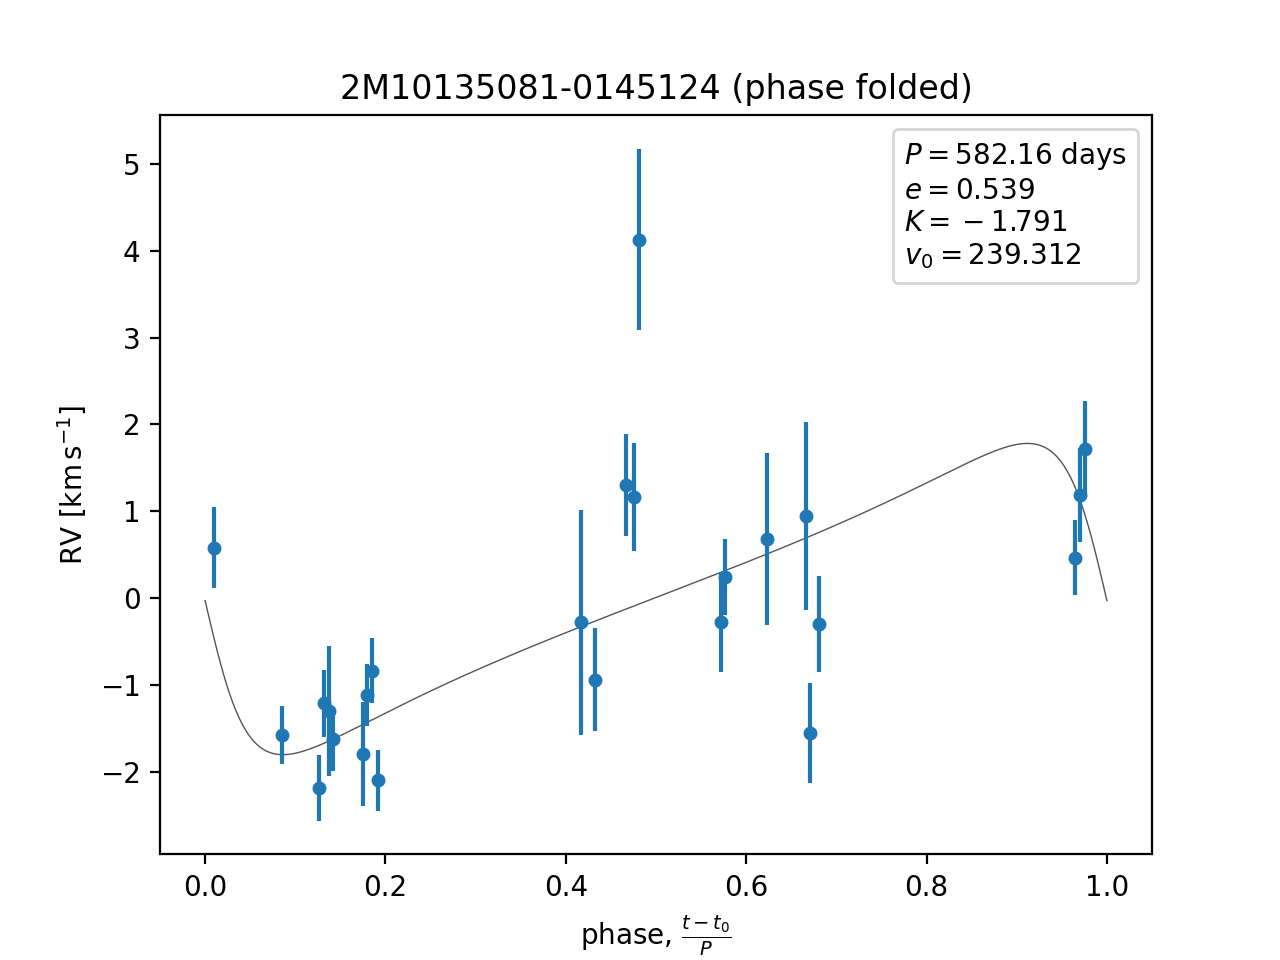 2M10135081-0145124 (phase folded)
P = 582.16 days
e = 0.539
K = −1.791
v₀ = 239.312
RV [km s⁻¹]
5
4
3
2
1
0
−1
−2
0.0 0.2 0.4 0.6 0.8 1.0
phase, (t − t₀)/P